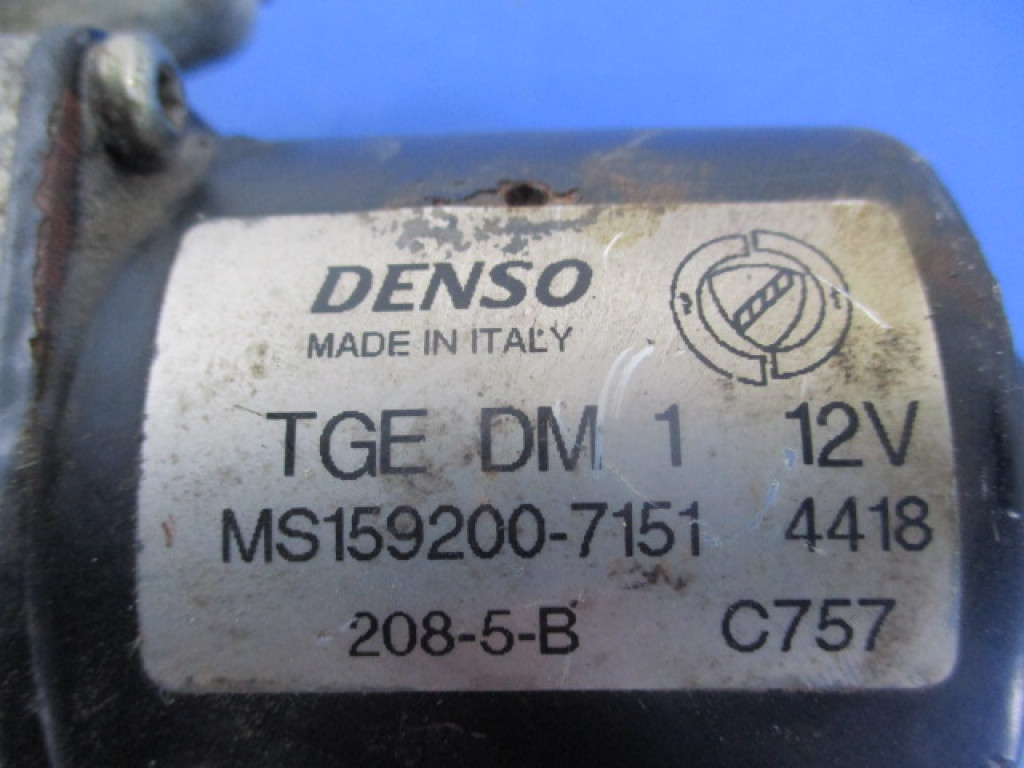 DENSO
MADE IN ITALY
TGE DM 1 12V
MS159200-7151 4418
208-5-B C757